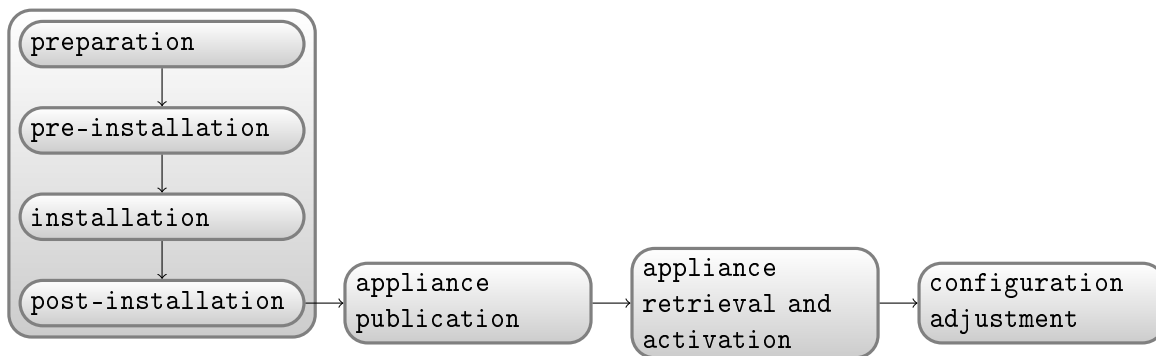 preparation
pre-installation
installation
post-installation
appliance
publication
appliance
retrieval and
activation
configuration
adjustment